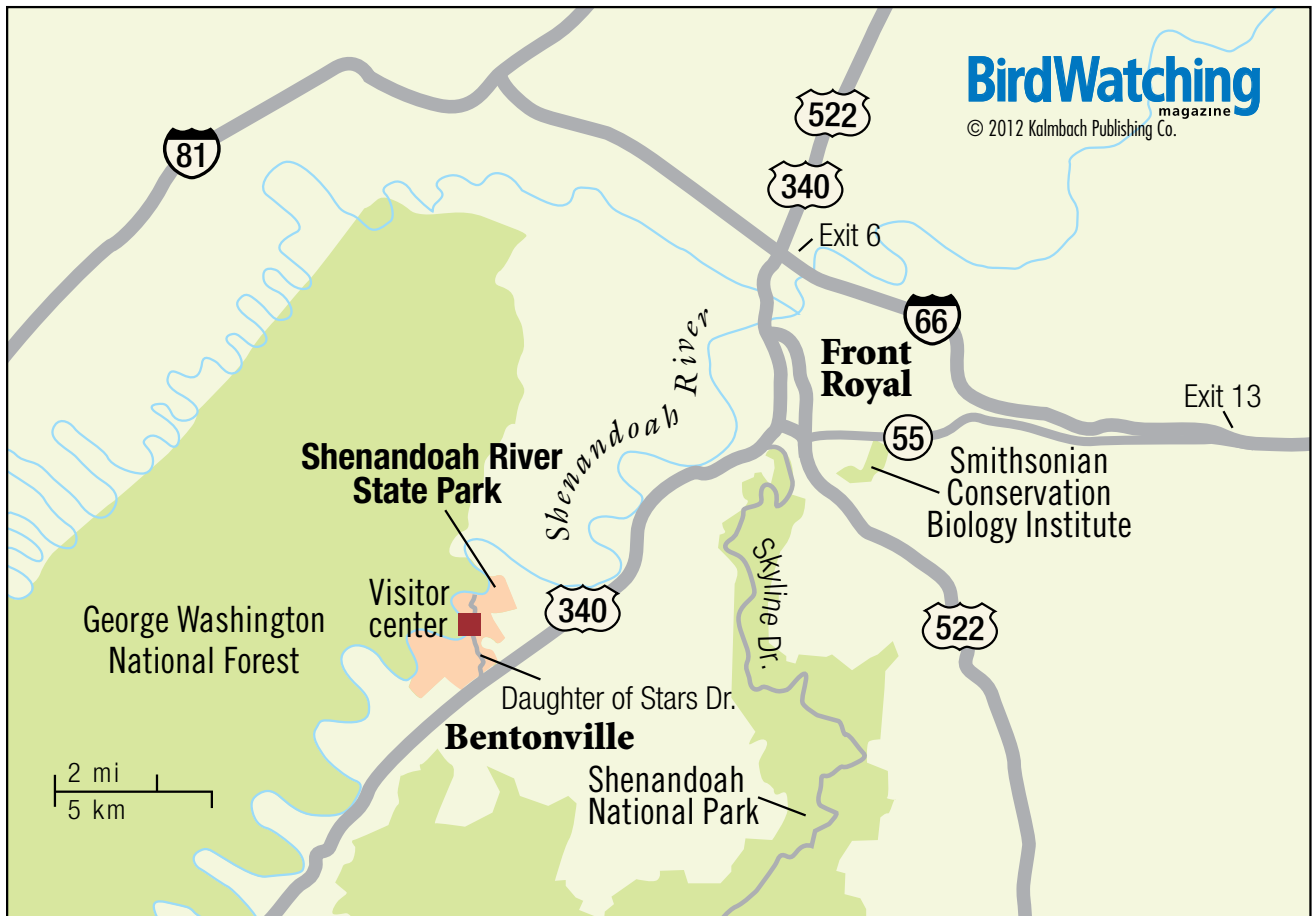 BirdWatching
magazine
© 2012 Kalmbach Publishing Co.
522
81
340
Exit 6
66
Front
Royal
Shenandoah River
Exit 13
55
Shenandoah River
State Park
Smithsonian
Conservation
Biology Institute
Skyline Dr.
Visitor
center
340
George Washington
National Forest
522
Daughter of Stars Dr.
Bentonville
2 mi
5 km
Shenandoah
National Park